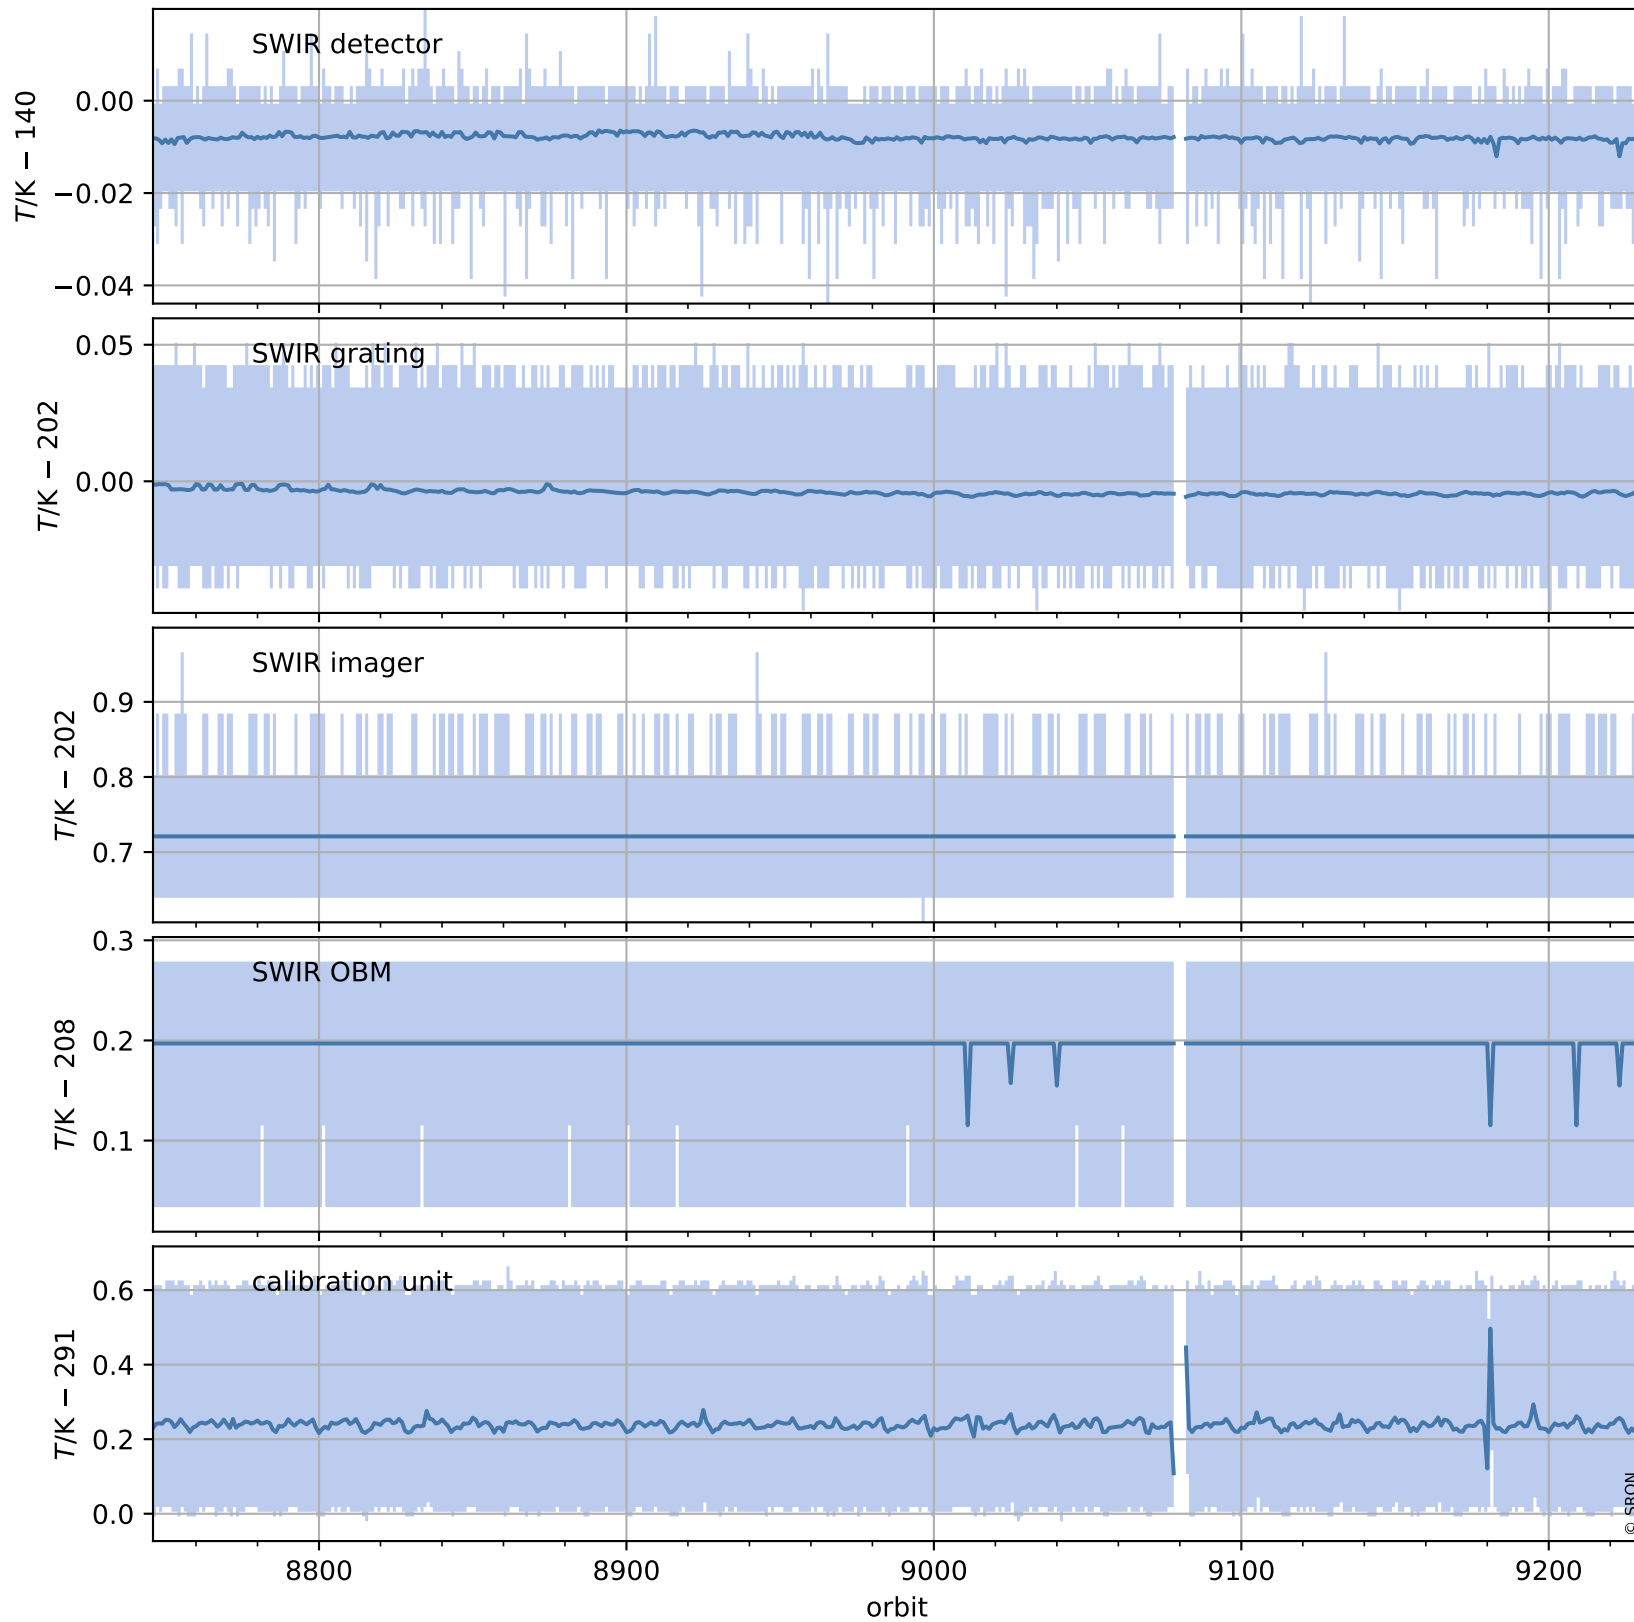 SWIR detector
0.00
−0.02
−0.04
T/K − 140
SWIR grating
0.05
0.00
T/K − 202
SWIR imager
0.9
0.8
0.7
T/K − 202
SWIR OBM
0.3
0.2
0.1
T/K − 208
calibration unit
0.6
0.4
0.2
0.0
T/K − 291
© SRON
8800 8900 9000 9100 9200
orbit